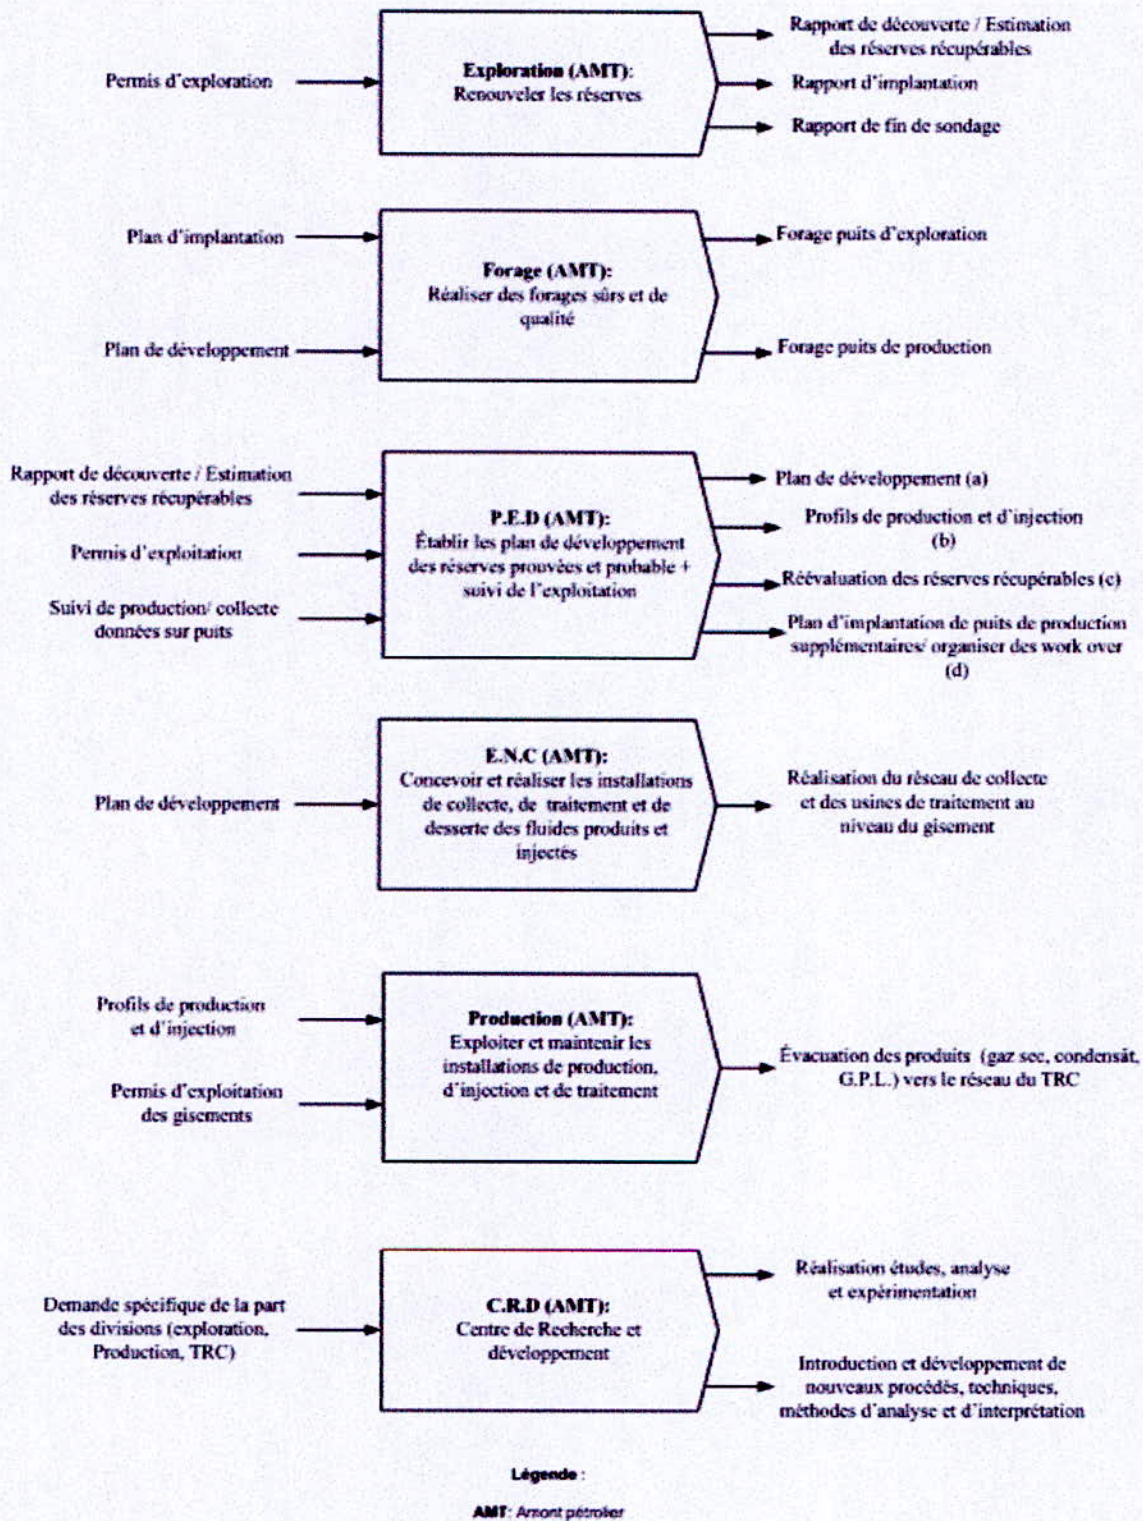 Permis d'exploration
Exploration (AMT):
Renouveler les réserves
Rapport de découverte / Estimation
des réserves récupérables
Rapport d'implantation
Rapport de fin de sondage
Plan d'implantation
Plan de développement
Forage (AMT):
Réaliser des forages sûrs et de
qualité
Forage puits d'exploration
Forage puits de production
Rapport de découverte / Estimation
des réserves récupérables
Permis d'exploitation
Suivi de production/ collecte
données sur puits
P.E.D (AMT):
Établir les plan de développement
des réserves prouvées et probable +
suivi de l'exploitation
Plan de développement (a)
Profils de production et d'injection
(b)
Réévaluation des réserves récupérables (c)
Plan d'implantation de puits de production
supplémentaires/ organiser des work over
(d)
Plan de développement
E.N.C (AMT):
Concevoir et réaliser les installations
de collecte, de traitement et de
desserte des fluides produits et
injectés
Réalisation du réseau de collecte
et des usines de traitement au
niveau du gisement
Profils de production
et d'injection
Permis d'exploitation
des gisements
Production (AMT):
Exploiter et maintenir les
installations de production,
d'injection et de traitement
Évacuation des produits (gaz sec, condensât,
G.P.L.) vers le réseau du TRC
Demande spécifique de la part
des divisions (exploration,
Production, TRC)
C.R.D (AMT):
Centre de Recherche et
développement
Réalisation études, analyse
et expérimentation
Introduction et développement de
nouveaux procédés, techniques,
méthodes d'analyse et d'interprétation
Légende :
AMT: Amont pétrolier